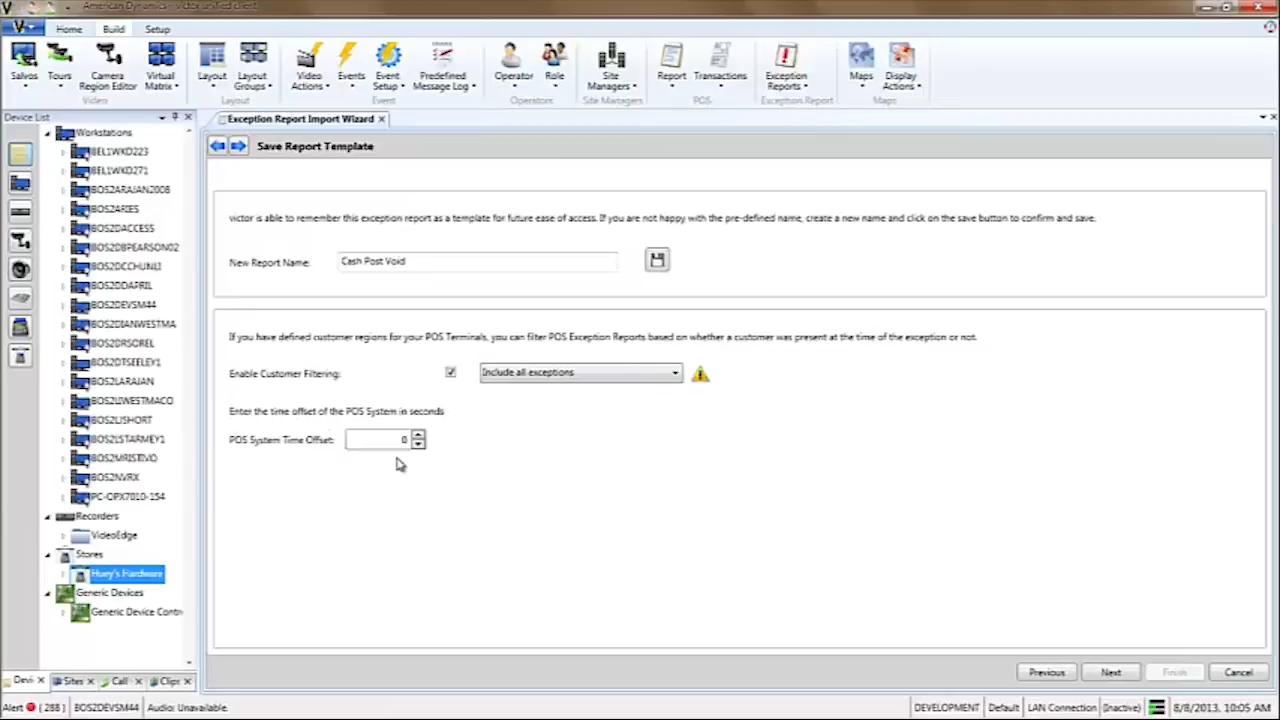 American Dynamics - victor unified client
Home Build Setup
Salvos Tours Camera Region Editor Virtual Matrix Layout Layout Groups Video Actions Events Event Setup Predefined Message Log Operator Role Site Managers Report Transactions Exception Reports Maps Display Actions
Video Layout Event Operators Site Managers POS Exception Report Maps
Device List
Exception Report Import Wizard
Save Report Template
Workstations
BEL1WKD223
BEL1WKD271
BOS2ARAJAN2008
BOS2ARIES
BOS2DACCESS
BOS2DBPEARSON02
BOS2DCCHUNLI
BOS2DDAPRIL
BOS2DEVSM44
BOS2DIANWESTMA
BOS2DRSOREL
BOS2DTSEELEY1
BOS2LARAJAN
BOS2LIWESTMACO
BOS2LISHORT
BOS2LSTARMEY1
BOS2MRISTIVO
BOS2NVRX
PC-OPX7010-154
Recorders
VideoEdge
Stores
Huey's Hardware
Generic Devices
Generic Device Contr
victor is able to remember this exception report as a template for future ease of access. If you are not happy with the pre-defined name, create a new name and click on the save button to confirm and save.
New Report Name: Cash Post Void
If you have defined customer regions for your POS Terminals, you can filter POS Exception Reports based on whether a customer was present at the time of the exception or not.
Enable Customer Filtering: Include all exceptions
Enter the time offset of the POS System in seconds
POS System Time Offset: 0
Previous Next Finish Cancel
Devi Sites Call Clips
Alert (288) BOS2DEVSM44 Audio: Unavailable. DEVELOPMENT Default LAN Connection (Inactive) 8/8/2013, 10:05 AM